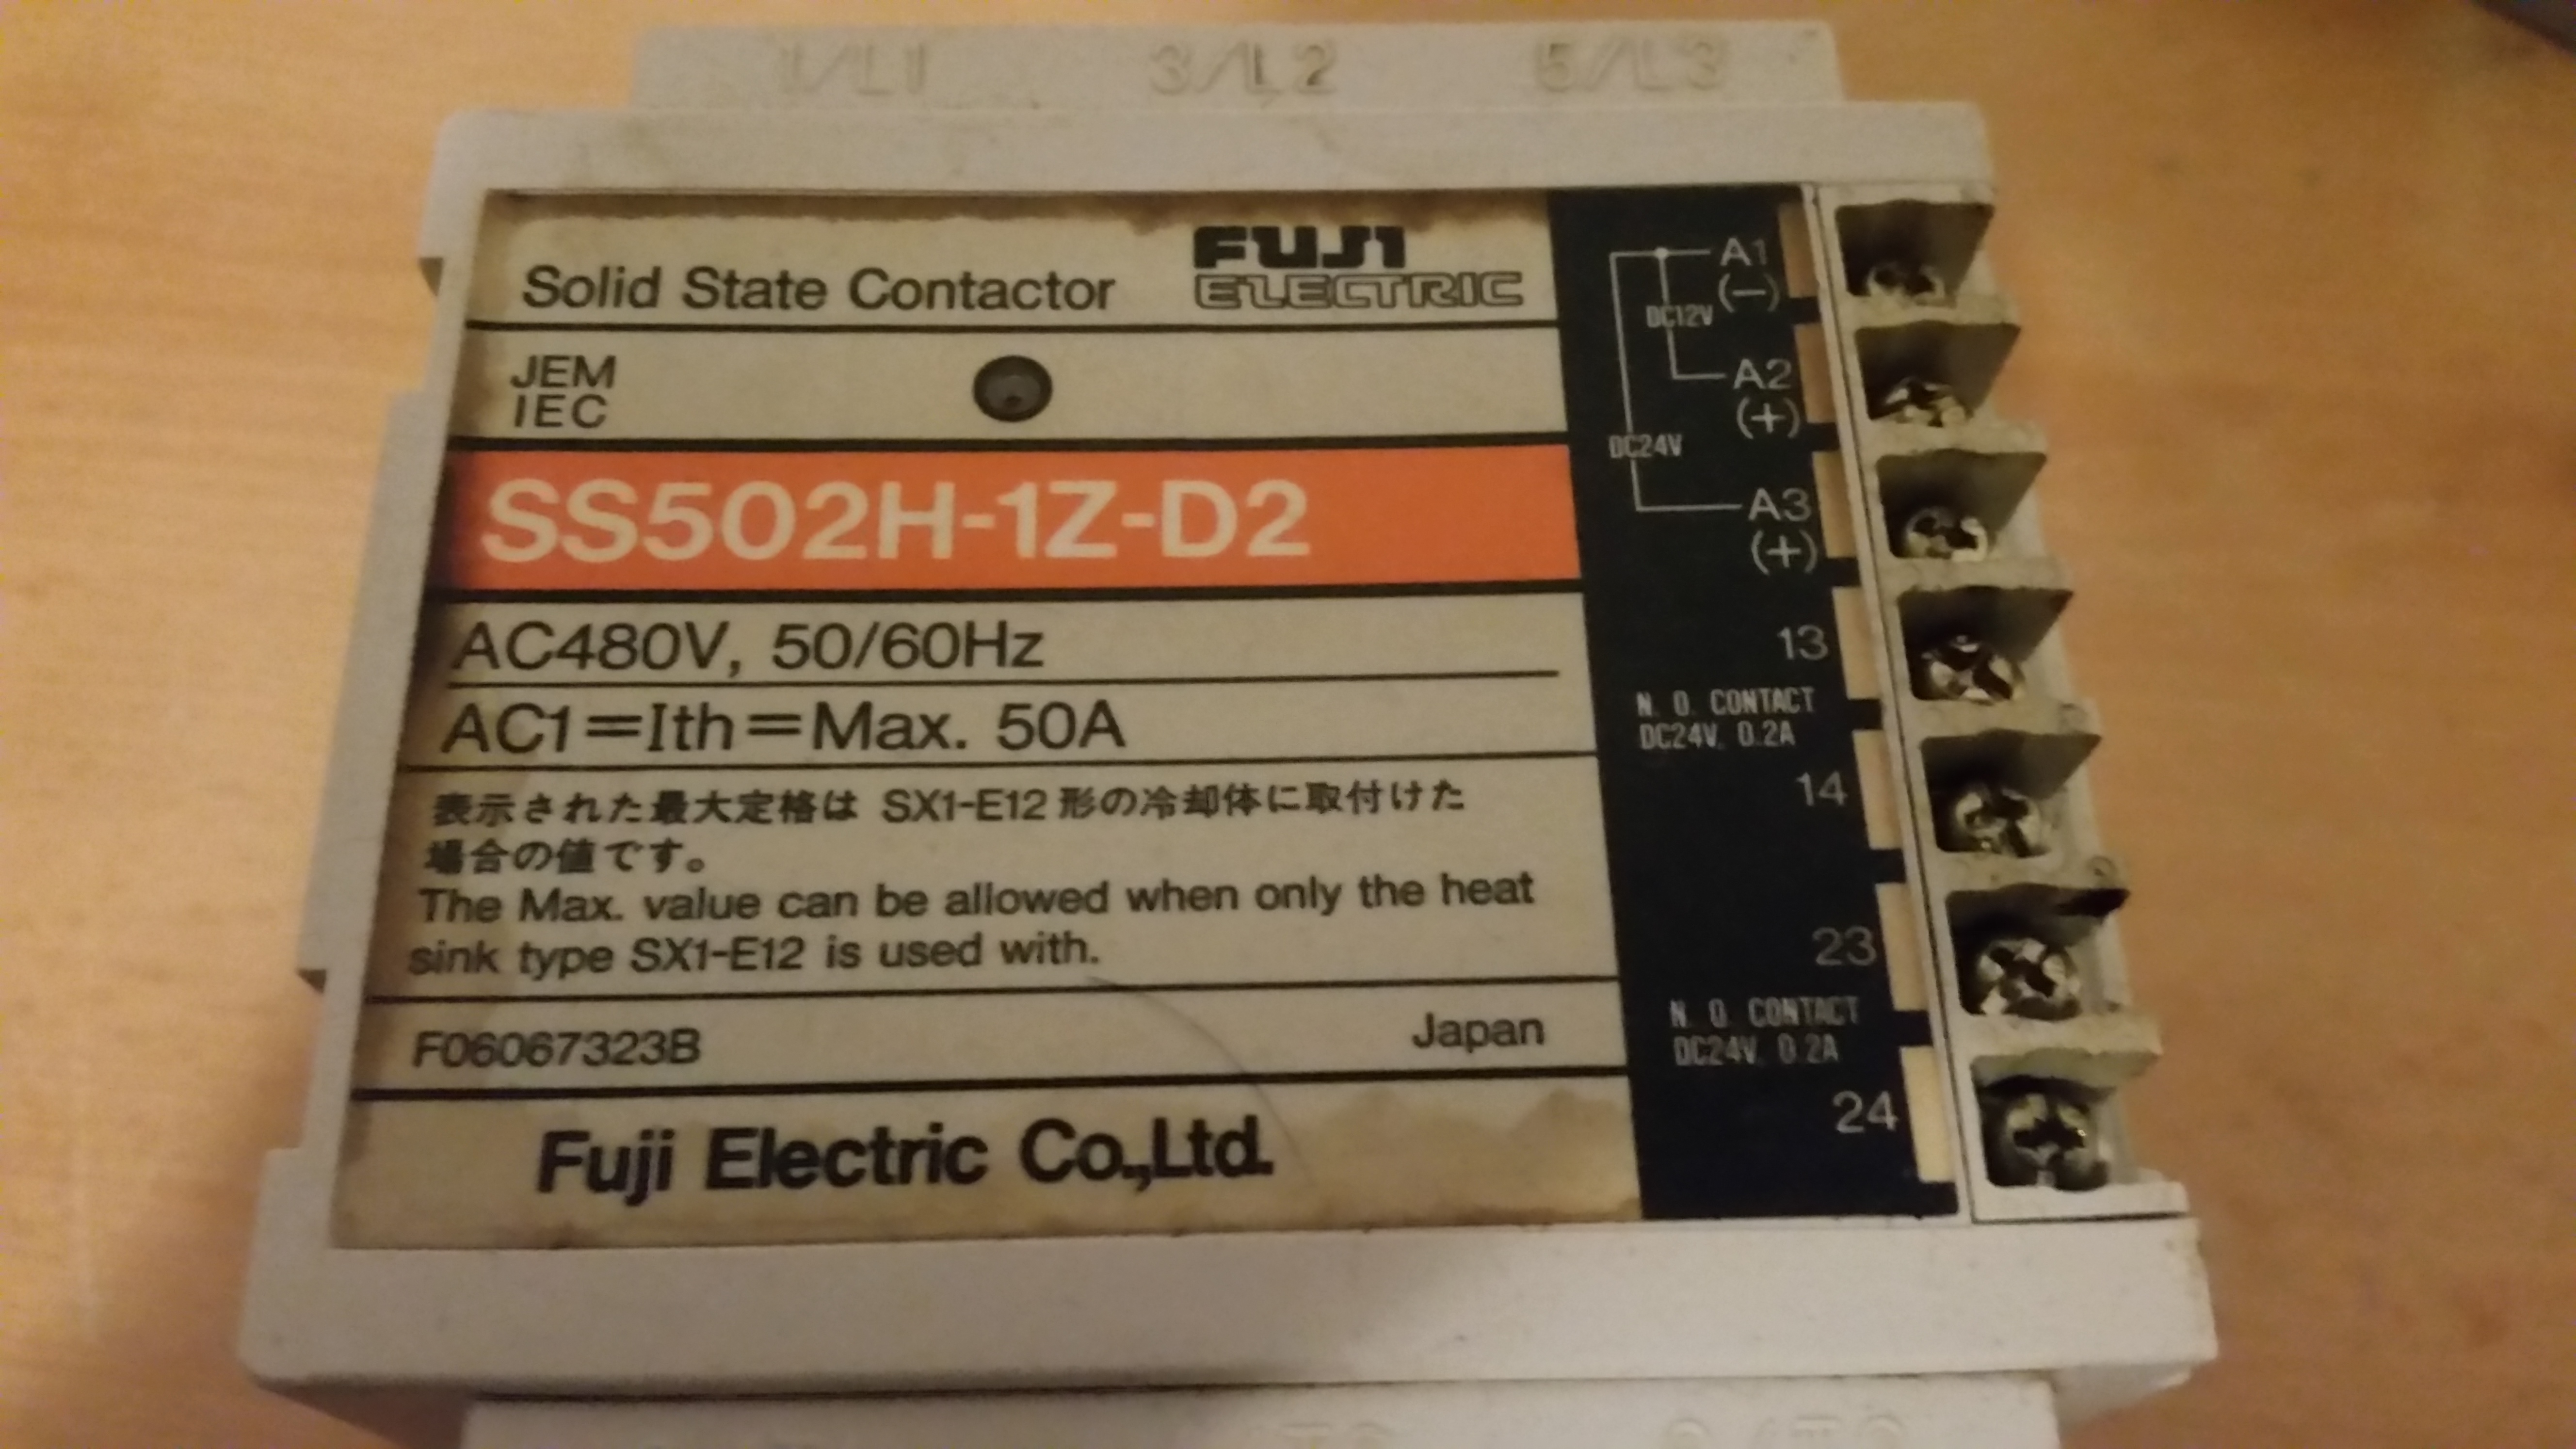 1/L1 3/L2 5/L3
Solid State Contactor FUJI
ELECTRIC
JEM
IEC
SS502H-1Z-D2
AC480V, 50/60Hz
AC1=Ith=Max. 50A
表示された最大定格は SX1-E12 形の冷却体に取付けた
場合の値です。
The Max. value can be allowed when only the heat
sink type SX1-E12 is used with.
F06067323B Japan
Fuji Electric Co.,Ltd.
A1
(−)
DC12V
A2
(+)
DC24V
A3
(+)
13
N. O. CONTACT
DC24V. 0.2A
14
23
N. O. CONTACT
DC24V. 0.2A
24